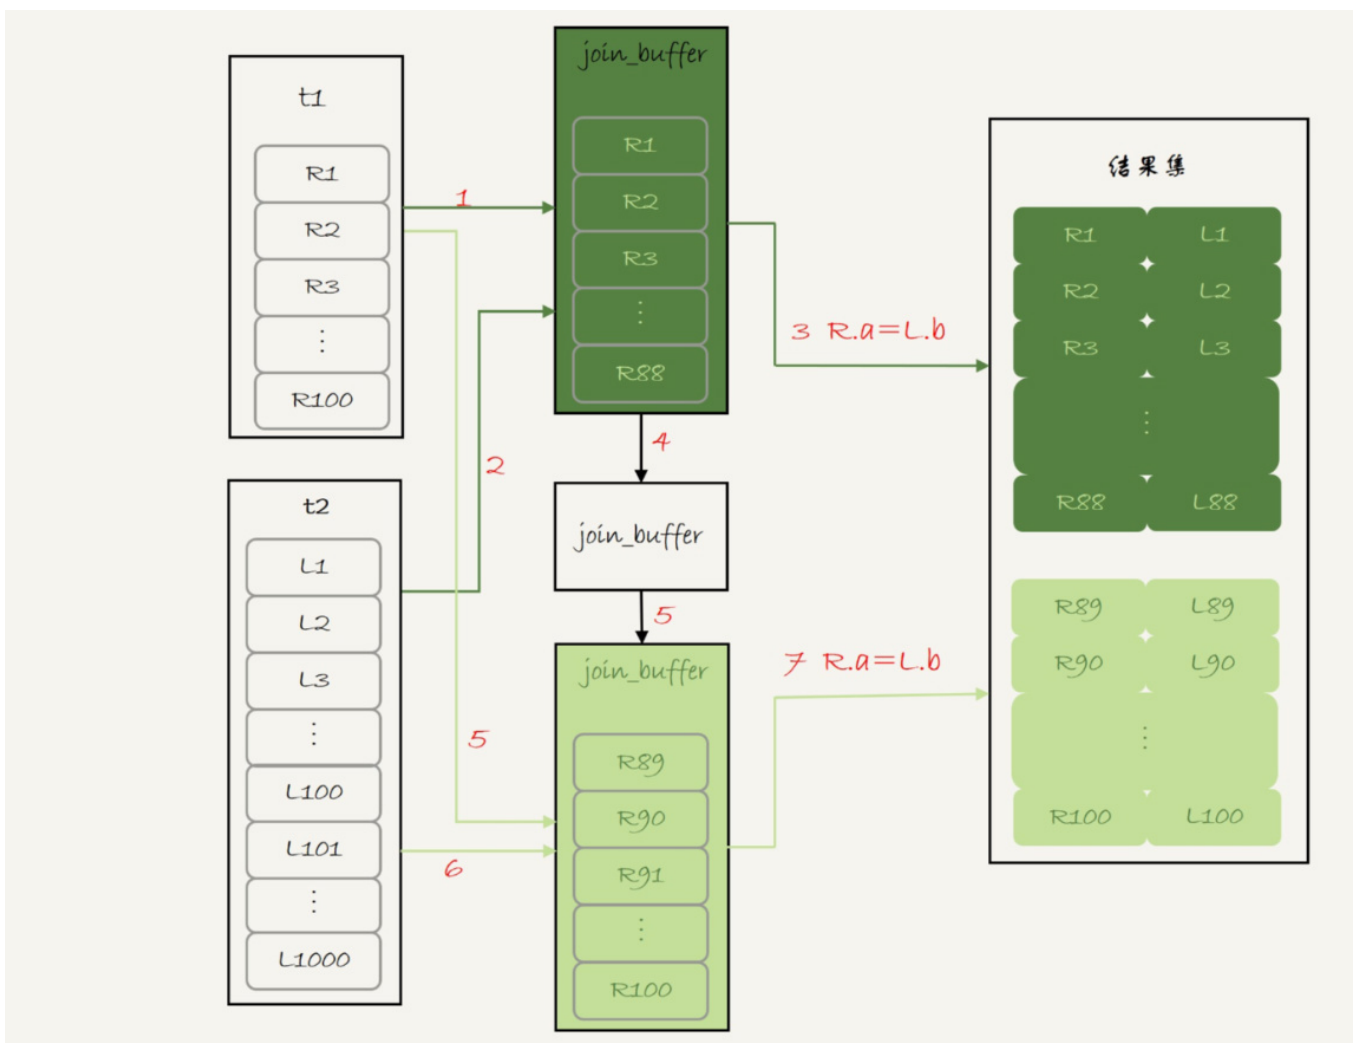 t1
R1
R2
R3
⋮
R100
t2
L1
L2
L3
⋮
L100
L101
⋮
L1000
1
2
5
6
join_buffer
R1
R2
R3
⋮
R88
4
join_buffer
5
join_buffer
R89
R90
R91
⋮
R100
3 R.a=L.b
7 R.a=L.b
结果集
R1 L1
R2 L2
R3 L3
⋮
R88 L88
R89 L89
R90 L90
⋮
R100 L100